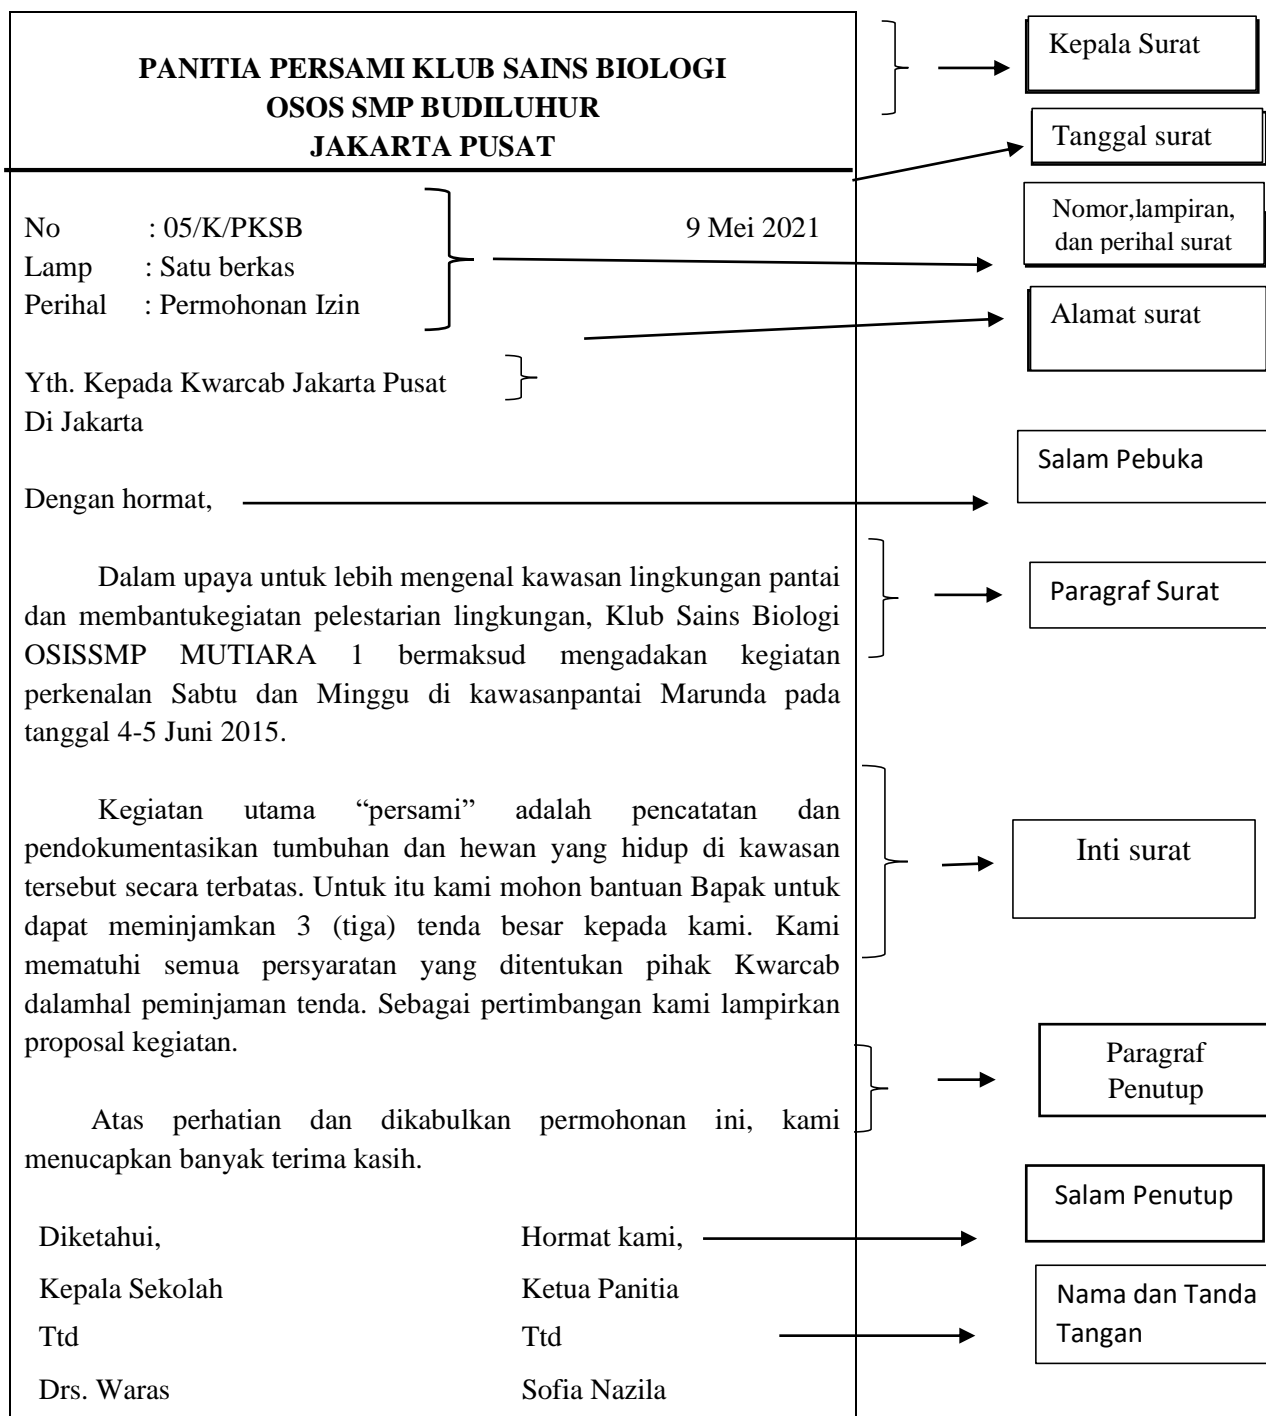 PANITIA PERSAMI KLUB SAINS BIOLOGI
OSOS SMP BUDILUHUR
JAKARTA PUSAT
No : 05/K/PKSB 9 Mei 2021
Lamp : Satu berkas
Perihal : Permohonan Izin
Yth. Kepada Kwarcab Jakarta Pusat
Di Jakarta
Dengan hormat,
Dalam upaya untuk lebih mengenal kawasan lingkungan pantai
dan membantukegiatan pelestarian lingkungan, Klub Sains Biologi
OSISSMP MUTIARA 1 bermaksud mengadakan kegiatan
perkenalan Sabtu dan Minggu di kawasanpantai Marunda pada
tanggal 4-5 Juni 2015.
Kegiatan utama “persami” adalah pencatatan dan
pendokumentasikan tumbuhan dan hewan yang hidup di kawasan
tersebut secara terbatas. Untuk itu kami mohon bantuan Bapak untuk
dapat meminjamkan 3 (tiga) tenda besar kepada kami. Kami
mematuhi semua persyaratan yang ditentukan pihak Kwarcab
dalamhal peminjaman tenda. Sebagai pertimbangan kami lampirkan
proposal kegiatan.
Atas perhatian dan dikabulkan permohonan ini, kami
menucapkan banyak terima kasih.
Diketahui, Hormat kami,
Kepala Sekolah Ketua Panitia
Ttd Ttd
Drs. Waras Sofia Nazila
Kepala Surat
Tanggal surat
Nomor,lampiran,
dan perihal surat
Alamat surat
Salam Pebuka
Paragraf Surat
Inti surat
Paragraf
Penutup
Salam Penutup
Nama dan Tanda
Tangan